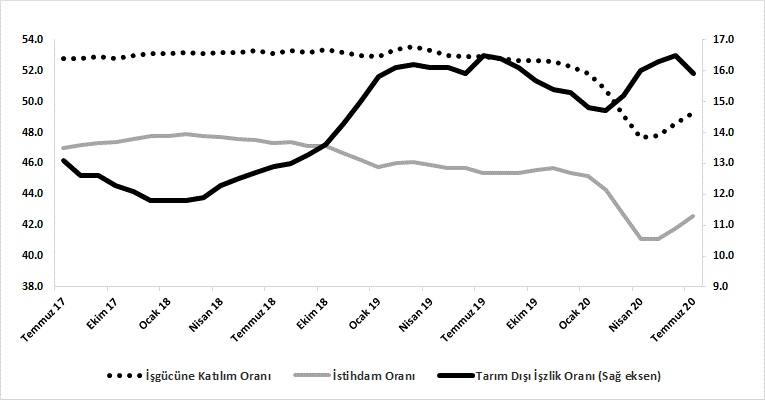 54.0
52.0
50.0
48.0
46.0
44.0
42.0
40.0
38.0
17.0
16.0
15.0
14.0
13.0
12.0
11.0
10.0
9.0
Temmuz 17
Ekim 17
Ocak 18
Nisan 18
Temmuz 18
Ekim 18
Ocak 19
Nisan 19
Temmuz 19
Ekim 19
Ocak 20
Nisan 20
Temmuz 20
İşgücüne Katılım Oranı İstihdam Oranı Tarım Dışı İşzlik Oranı (Sağ eksen)